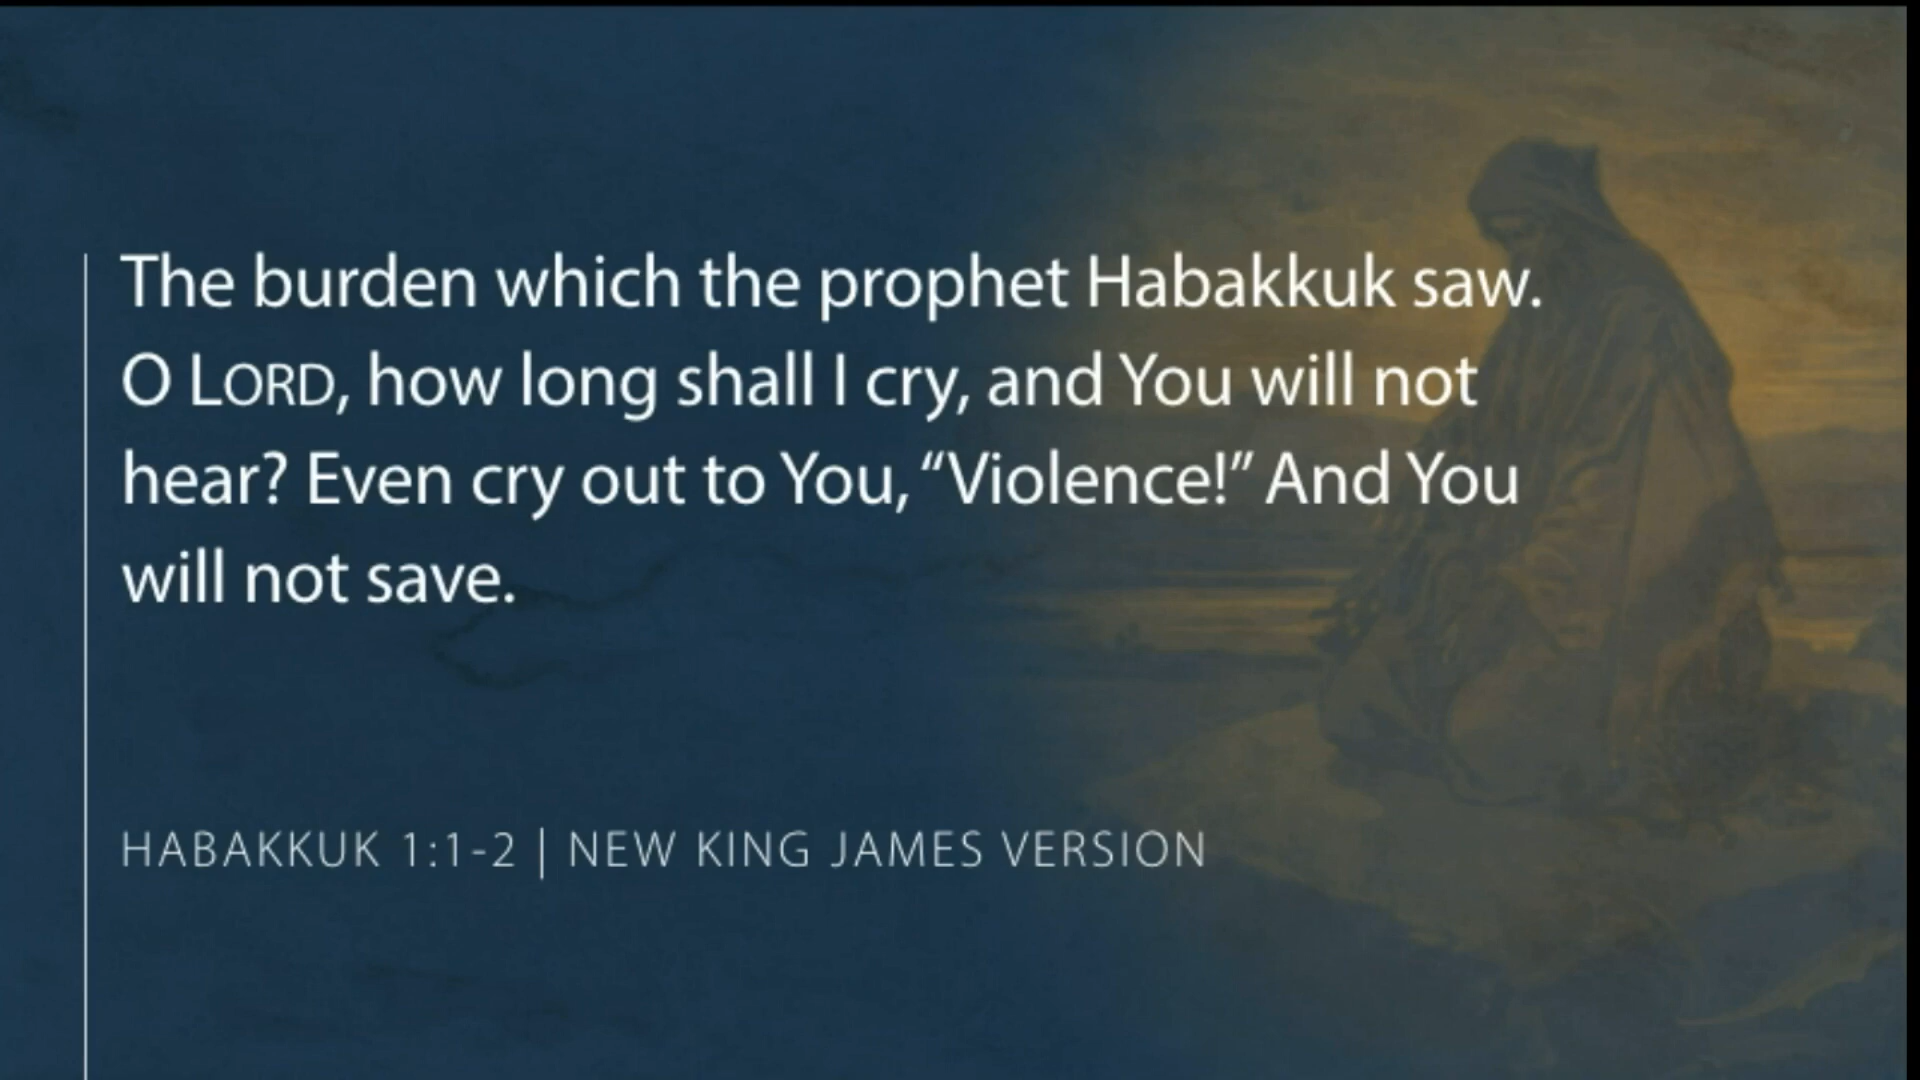 The burden which the prophet Habakkuk saw.
O LORD, how long shall I cry, and You will not
hear? Even cry out to You, “Violence!” And You
will not save.
HABAKKUK 1:1-2 | NEW KING JAMES VERSION